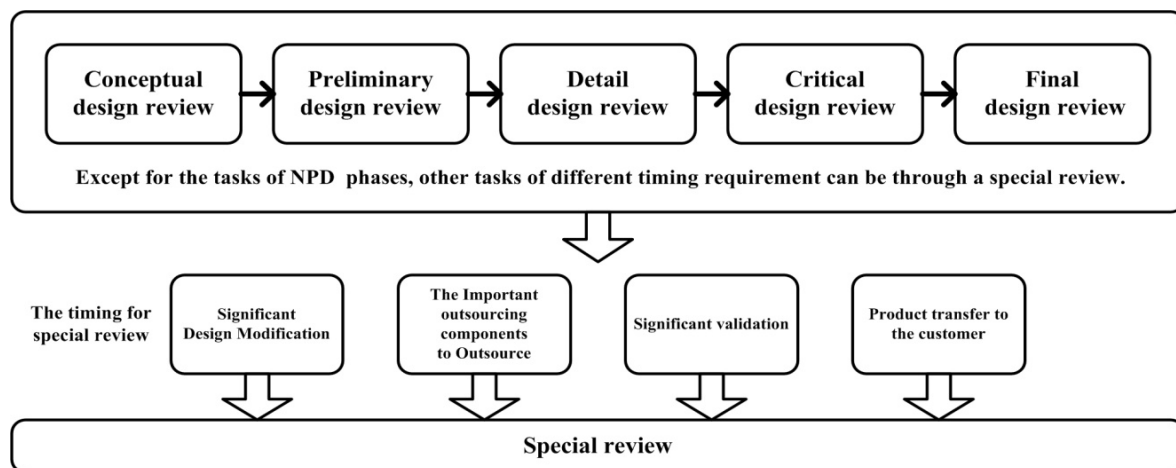 Conceptual
design review
Preliminary
design review
Detail
design review
Critical
design review
Final
design review
Except for the tasks of NPD phases, other tasks of different timing requirement can be through a special review.
The timing for
special review
Significant
Design Modification
The Important
outsourcing
components
to Outsource
Significant validation
Product transfer to
the customer
Special review